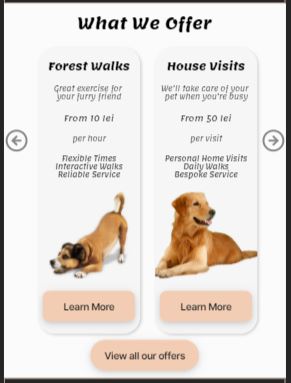 What We Offer
Forest Walks
Great exercise for
your furry friend
From 10 lei
per hour
Flexible Times
Interactive Walks
Reliable Service
Learn More
House Visits
We'll take care of your
pet when you're busy
From 50 lei
per visit
Personal Home Visits
Daily Walks
Bespoke Service
Learn More
View all our offers